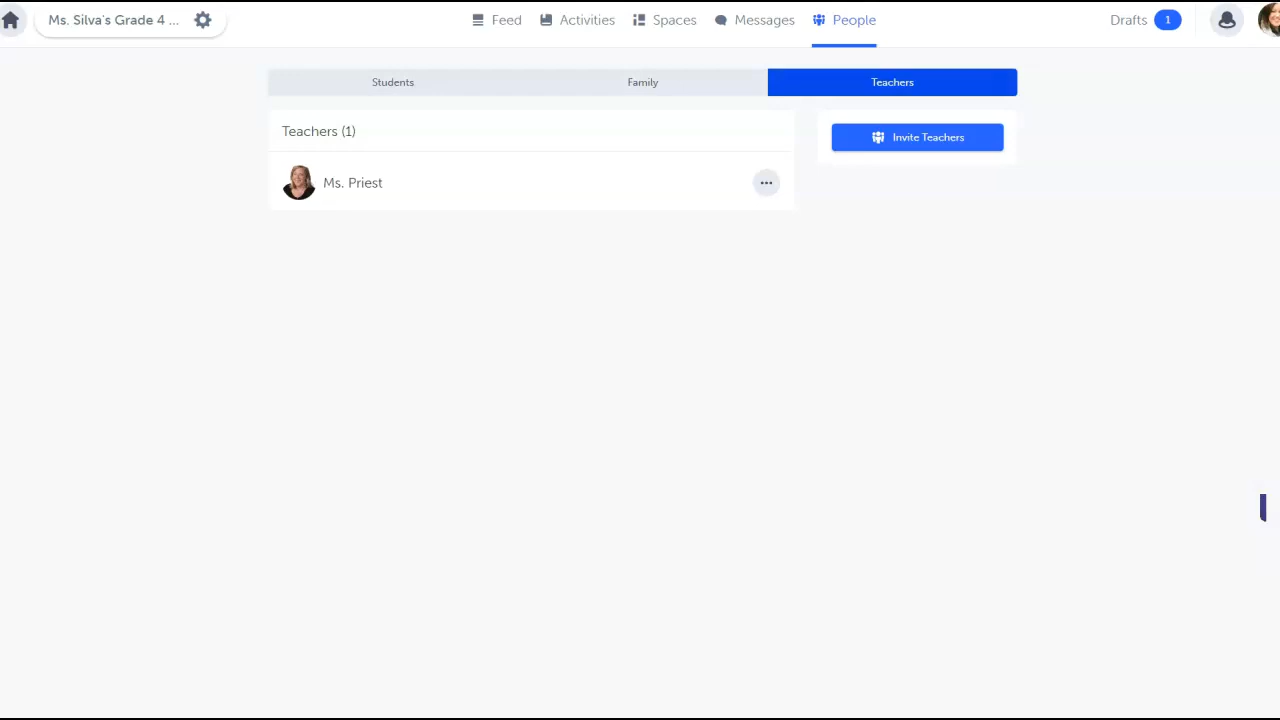 Ms. Silva's Grade 4 ... Feed Activities Spaces Messages People Drafts 1
Students Family Teachers
Teachers (1)
Invite Teachers
Ms. Priest